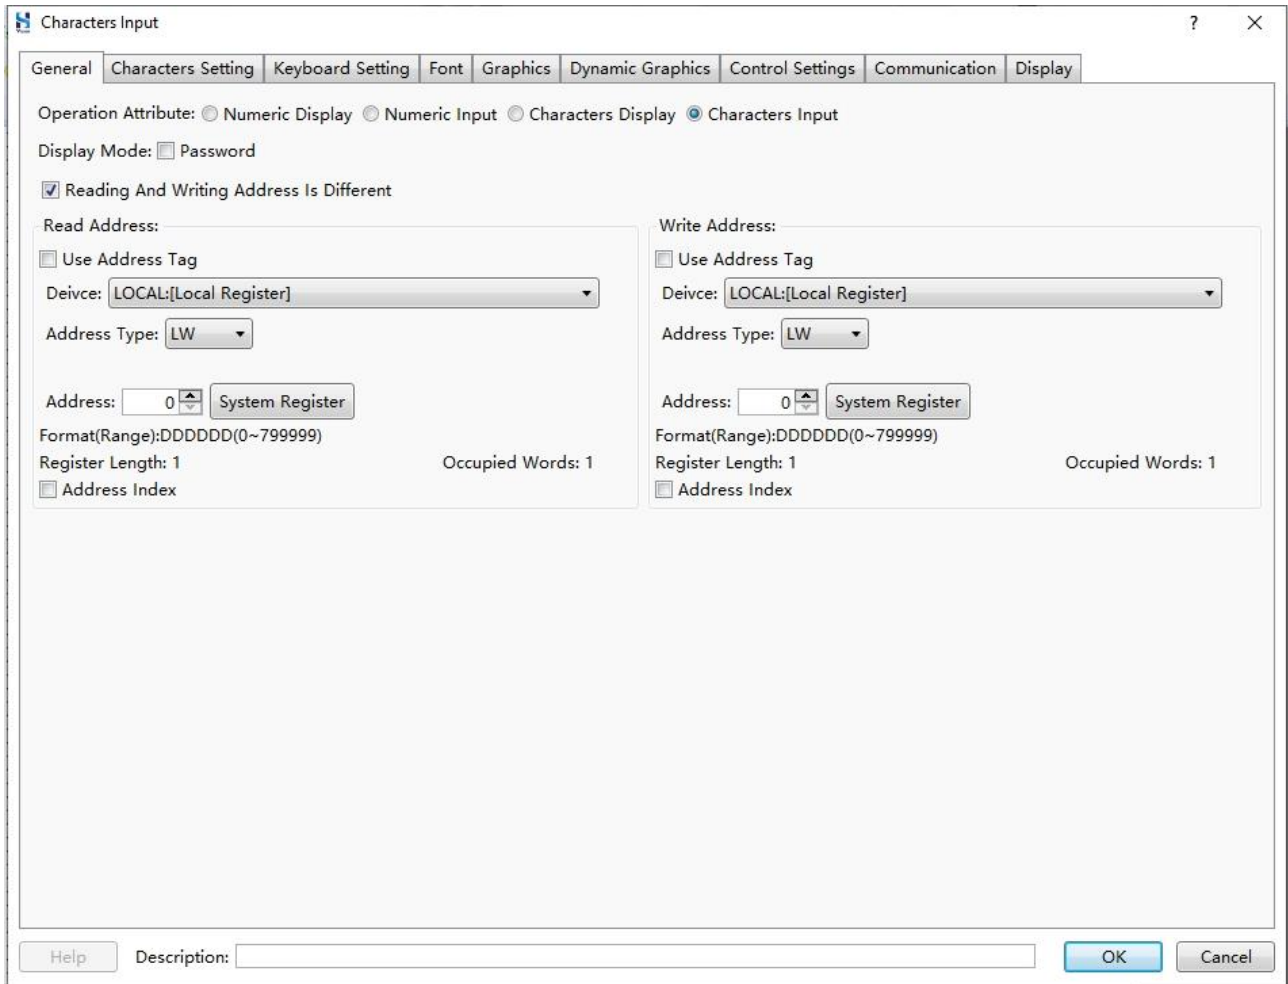 Characters Input ?
General Characters Setting Keyboard Setting Font Graphics Dynamic Graphics Control Settings Communication Display
Operation Attribute: Numeric Display Numeric Input Characters Display Characters Input
Display Mode: Password
Reading And Writing Address Is Different
Read Address:
Use Address Tag
Deivce: LOCAL:[Local Register]
Address Type: LW
Address: 0 System Register
Format(Range):DDDDDD(0~799999)
Register Length: 1 Occupied Words: 1
Address Index
Write Address:
Use Address Tag
Deivce: LOCAL:[Local Register]
Address Type: LW
Address: 0 System Register
Format(Range):DDDDDD(0~799999)
Register Length: 1 Occupied Words: 1
Address Index
Help Description: OK Cancel